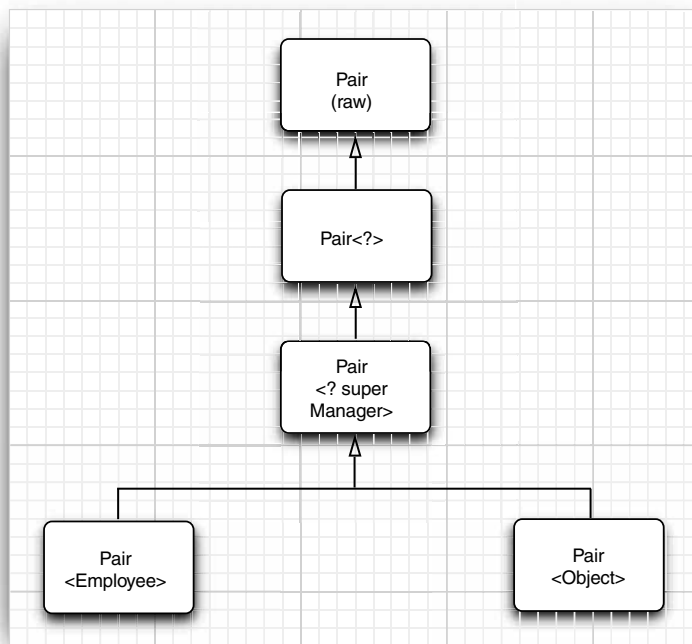 Pair
(raw)
Pair<?>
Pair
<? super
Manager>
Pair
<Employee>
Pair
<Object>